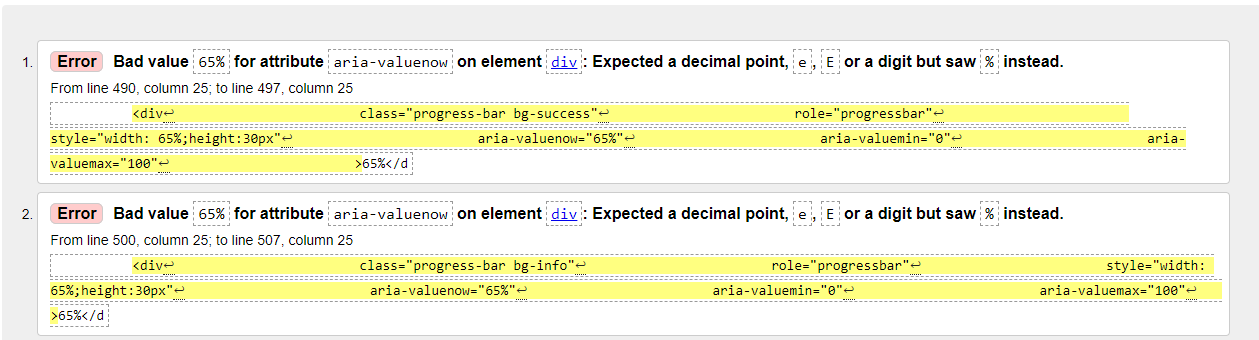 1. Error Bad value 65% for attribute aria-valuenow on element div: Expected a decimal point, e, E or a digit but saw % instead.
From line 490, column 25; to line 497, column 25
<div↩ class="progress-bar bg-success"↩ role="progressbar"↩
style="width: 65%;height:30px"↩ aria-valuenow="65%"↩ aria-valuemin="0"↩ aria-
valuemax="100"↩ >65%</d
2. Error Bad value 65% for attribute aria-valuenow on element div: Expected a decimal point, e, E or a digit but saw % instead.
From line 500, column 25; to line 507, column 25
<div↩ class="progress-bar bg-info"↩ role="progressbar"↩ style="width:
65%;height:30px"↩ aria-valuenow="65%"↩ aria-valuemin="0"↩ aria-valuemax="100"↩
>65%</d